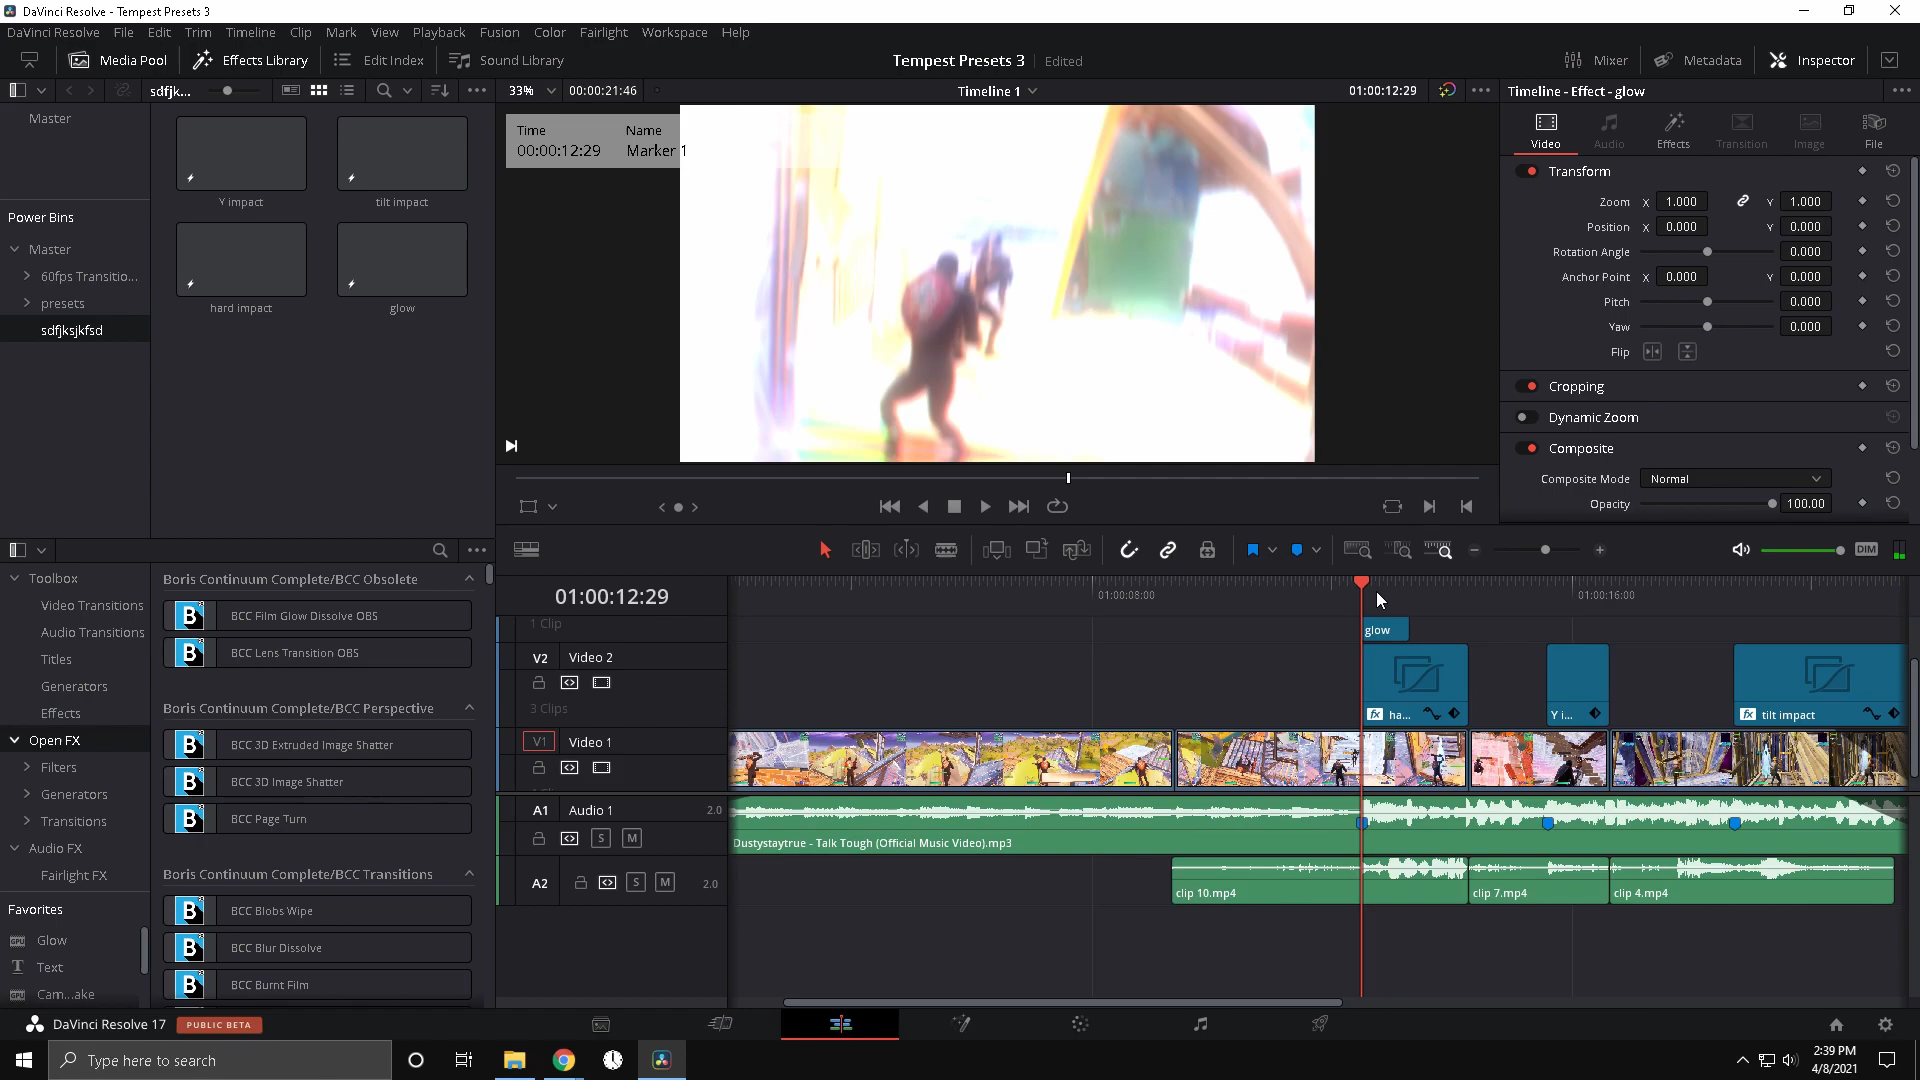 DaVinci Resolve - Tempest Presets 3
DaVinci Resolve File Edit Trim Timeline Clip Mark View Playback Fusion Color Fairlight Workspace Help
Media Pool Effects Library Edit Index Sound Library
Tempest Presets 3 Edited
Mixer Metadata Inspector
sdfjk...
33% 00:00:21:46 Timeline 1 01:00:12:29
Timeline - Effect - glow
Master
Power Bins
Master
60fps Transitio...
presets
sdfjksjkfsd
Y impact
tilt impact
hard impact
glow
Time Name
00:00:12:29 Marker 1
Video Audio Effects Transition Image File
Transform
Zoom X 1.000 Y 1.000
Position X 0.000 Y 0.000
Rotation Angle 0.000
Anchor Point X 0.000 Y 0.000
Pitch 0.000
Yaw 0.000
Flip
Cropping
Dynamic Zoom
Composite
Composite Mode Normal
Opacity 100.00
Toolbox
Video Transitions
Audio Transitions
Titles
Generators
Effects
Open FX
Filters
Generators
Transitions
Audio FX
Fairlight FX
Favorites
GPU Glow
T Text
GPU Cam...ake
Boris Continuum Complete/BCC Obsolete
B BCC Film Glow Dissolve OBS
B BCC Lens Transition OBS
Boris Continuum Complete/BCC Perspective
B BCC 3D Extruded Image Shatter
B BCC 3D Image Shatter
B BCC Page Turn
Boris Continuum Complete/BCC Transitions
B BCC Blobs Wipe
B BCC Blur Dissolve
B BCC Burnt Film
DIM
01:00:12:29
01:00:08:00
01:00:16:00
1 Clip
glow
V2 Video 2
3 Clips
fx ha...
Y i...
fx tilt impact
V1 Video 1
A1 Audio 1 2.0
S M
Dustystaytrue - Talk Tough (Official Music Video).mp3
A2 S M 2.0
clip 10.mp4
clip 7.mp4
clip 4.mp4
DaVinci Resolve 17 PUBLIC BETA
Type here to search
2:39 PM
4/8/2021